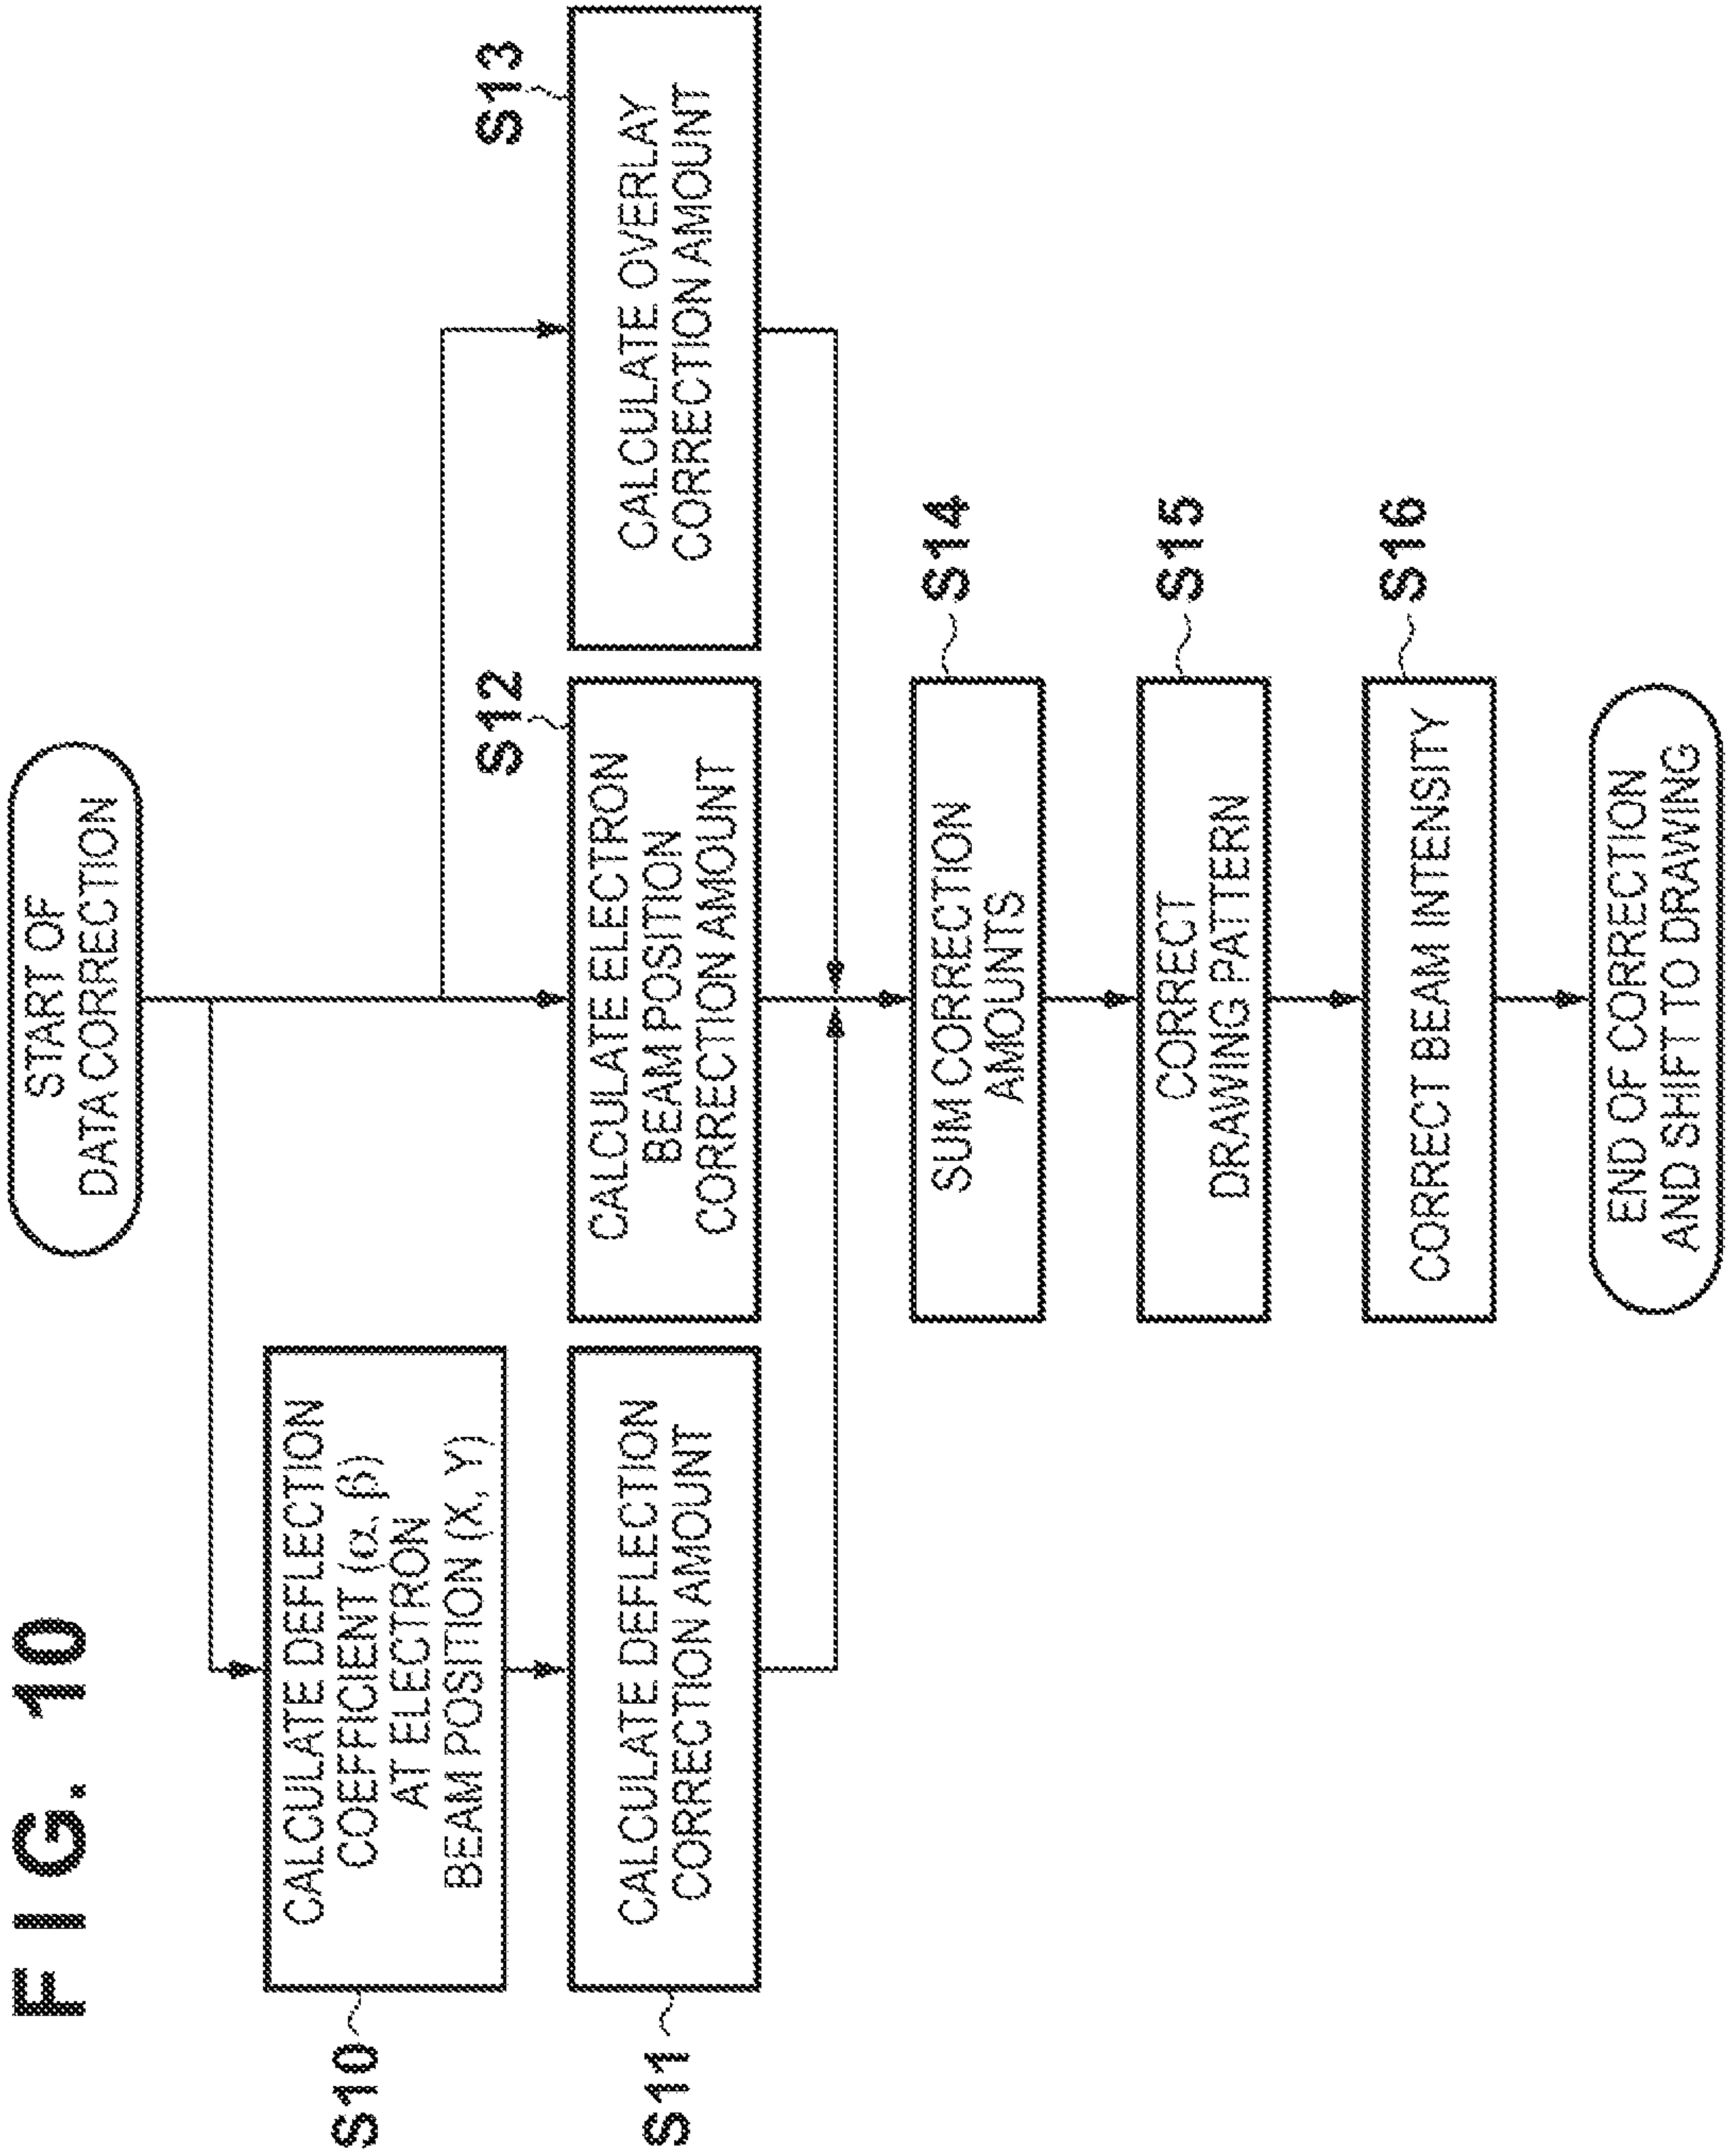 FIG. 10
START OF
DATA CORRECTION
S10
CALCULATE DEFLECTION
COEFFICIENT (α, β)
AT ELECTRON
BEAM POSITION (X, Y)
S11
CALCULATE DEFLECTION
CORRECTION AMOUNT
S12
CALCULATE ELECTRON
BEAM POSITION
CORRECTION AMOUNT
S13
CALCULATE OVERLAY
CORRECTION AMOUNT
SUM CORRECTION
AMOUNTS
S14
CORRECT
DRAWING PATTERN
S15
CORRECT BEAM INTENSITY
S16
END OF CORRECTION
AND SHIFT TO DRAWING